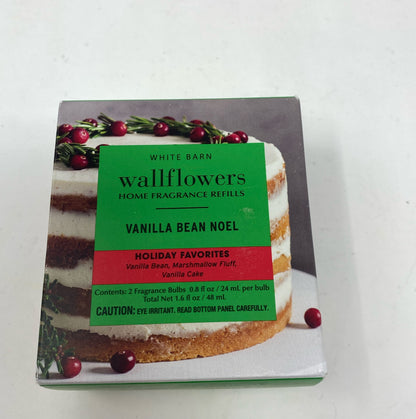 WHITE BARN
wallflowers
HOME FRAGRANCE REFILLS
VANILLA BEAN NOEL
HOLIDAY FAVORITES
Vanilla Bean, Marshmallow Fluff,
Vanilla Cake
Contents: 2 Fragrance Bulbs 0.8 fl oz / 24 mL per bulb
Total Net 1.6 fl oz / 48 mL
CAUTION: EYE IRRITANT. READ BOTTOM PANEL CAREFULLY.